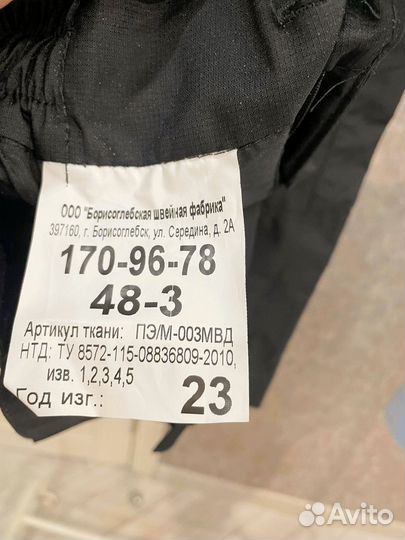 ООО "Борисоглебская швейная фабрика"
397160, г. Борисоглебск, ул. Середина, д. 2А
170-96-78
48-3
Артикул ткани: ПЭ/М-003МВД
НТД: ТУ 8572-115-08836809-2010,
изв. 1,2,3,4,5
Год изг.: 23
Avito